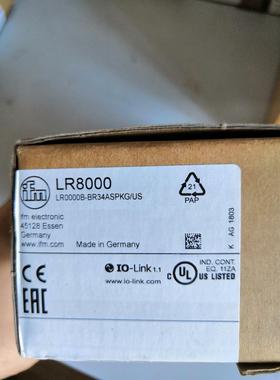 ifm
LR8000
LR0000B-BR34ASPKG/US
ifm electronic
45128 Essen
Germany
www.ifm.com
Made in Germany
21
PAP
K AG 1803
CE
EAC
IO-Link 1.1
www.io-link.com
IND. CONT.
EQ. 11ZA
C UL US LISTED